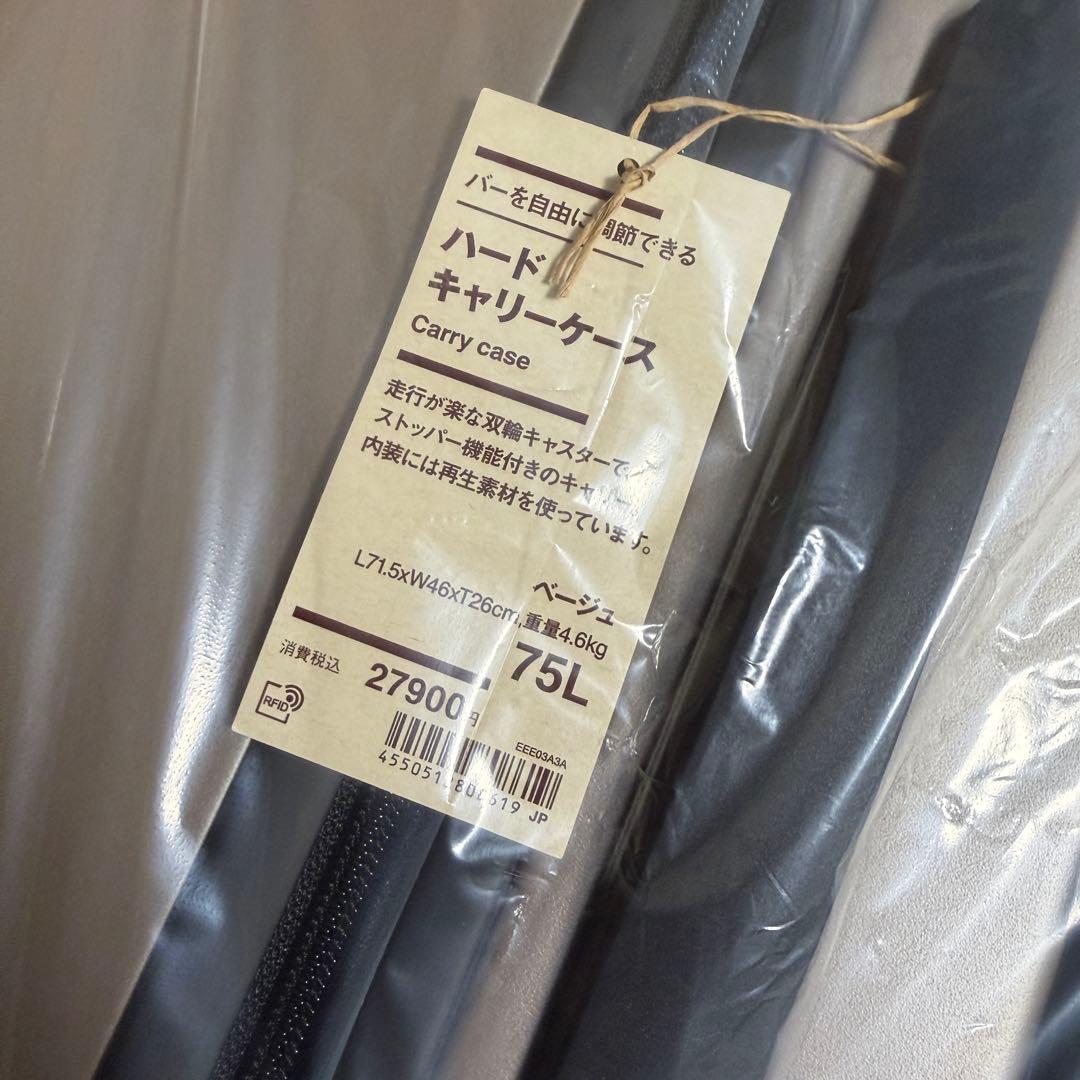 バーを自由に調節できる
ハード
キャリーケース
Carry case
走行が楽な双輪キャスターで、
ストッパー機能付きのキャリー。
内装には再生素材を使っています。
ベージュ
L71.5xW46xT26cm,重量4.6kg
消費税込 27900円 75L
RFID
EEE03A3A
JP